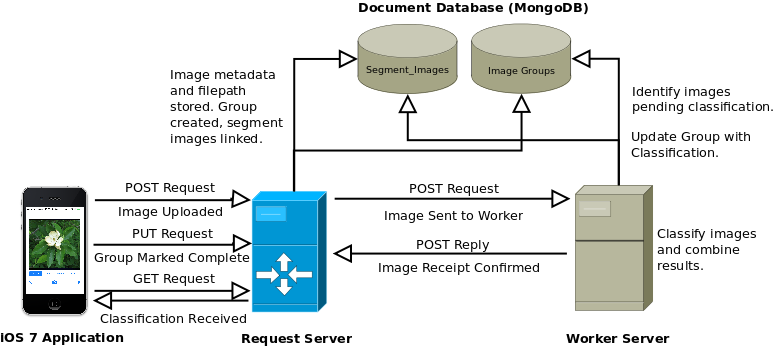 Document Database (MongoDB)
Segment_Images
Image Groups
Image metadata
and filepath
stored. Group
created, segment
images linked.
Identify images
pending classification.
Update Group with
Classification.
POST Request
Image Uploaded
PUT Request
Group Marked Complete
GET Request
Classification Received
POST Request
Image Sent to Worker
POST Reply
Image Receipt Confirmed
Classify images
and combine
results.
iOS 7 Application
Request Server
Worker Server